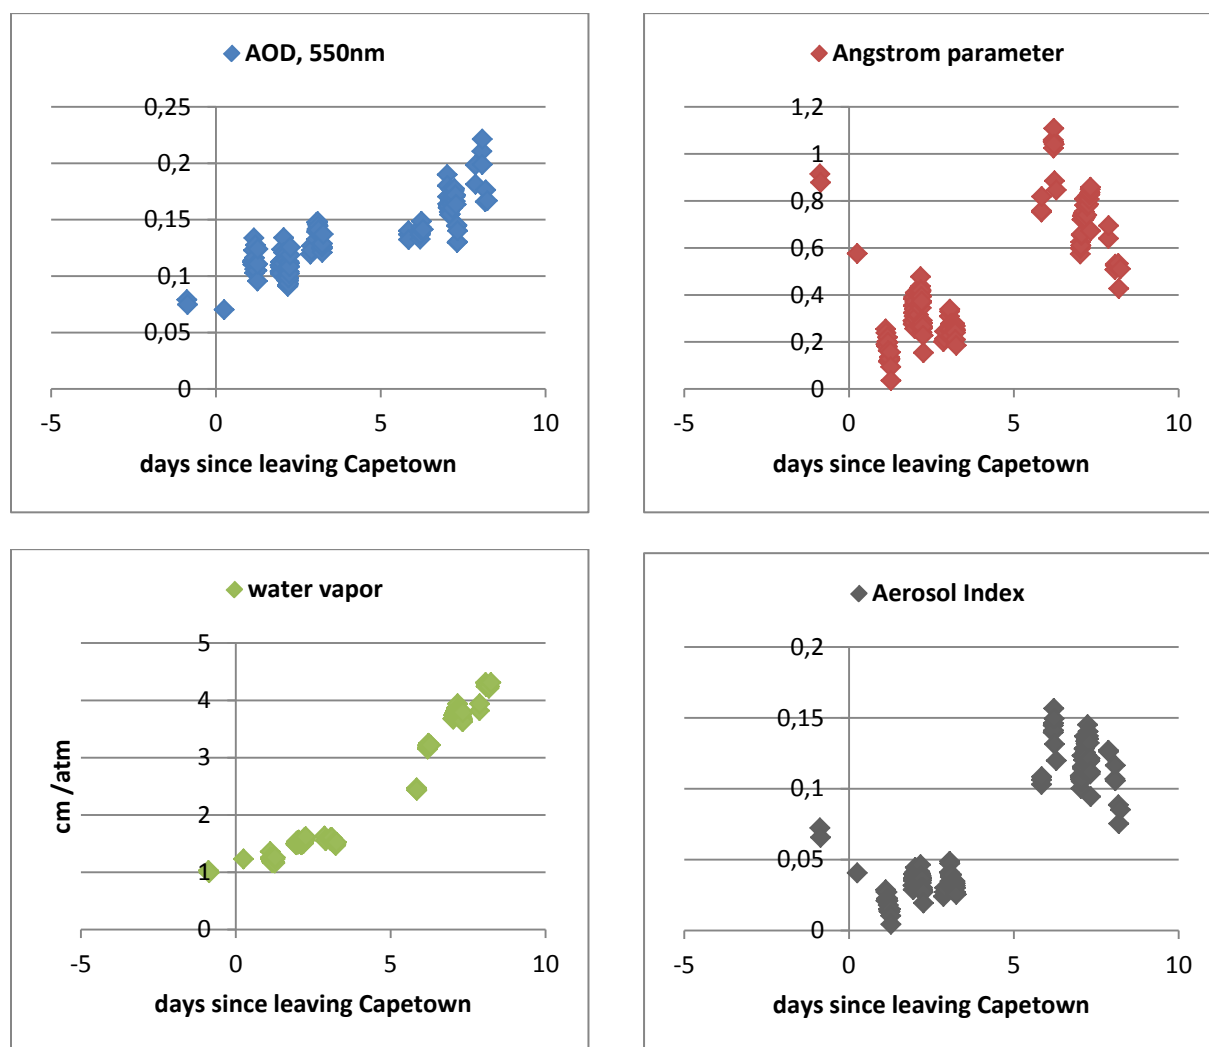 AOD, 550nm
0,25
0,2
0,15
0,1
0,05
0
-5 0 5 10
days since leaving Capetown
Angstrom parameter
1,2
1
0,8
0,6
0,4
0,2
0
-5 0 5 10
days since leaving Capetown
water vapor
cm /atm
5
4
3
2
1
0
-5 0 5 10
days since leaving Capetown
Aerosol Index
0,2
0,15
0,1
0,05
0
-5 0 5 10
days since leaving Capetown